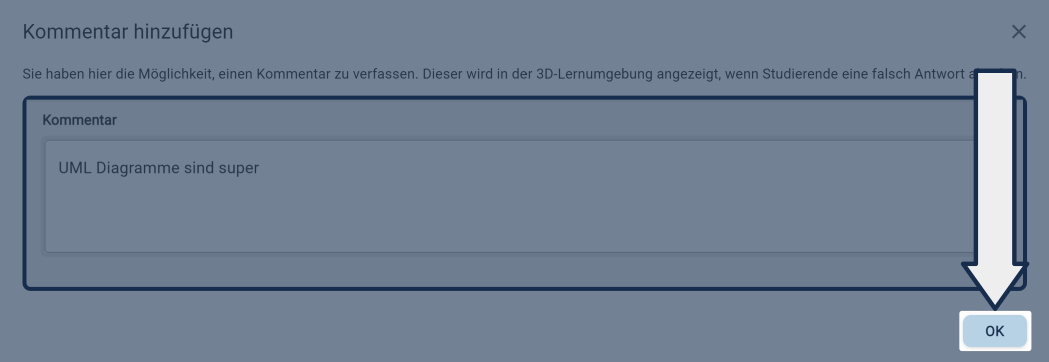 Kommentar hinzufügen
Sie haben hier die Möglichkeit, einen Kommentar zu verfassen. Dieser wird in der 3D-Lernumgebung angezeigt, wenn Studierende eine falsch Antwort
Kommentar
UML Diagramme sind super
OK